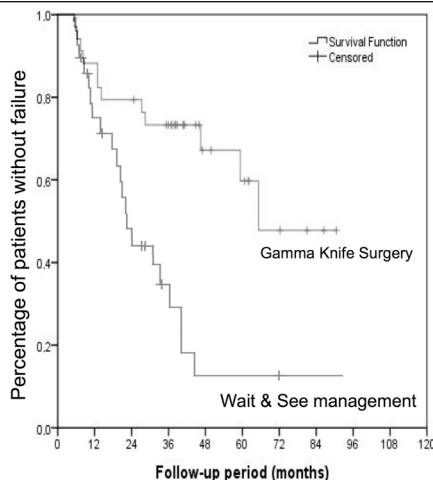 Percentage of patients without failure
1,0
0,8
0,6
0,4
0,2
0,0
Survival Function
Censored
Gamma Knife Surgery
Wait & See management
0 12 24 36 48 60 72 84 96 108 120
Follow-up period (months)